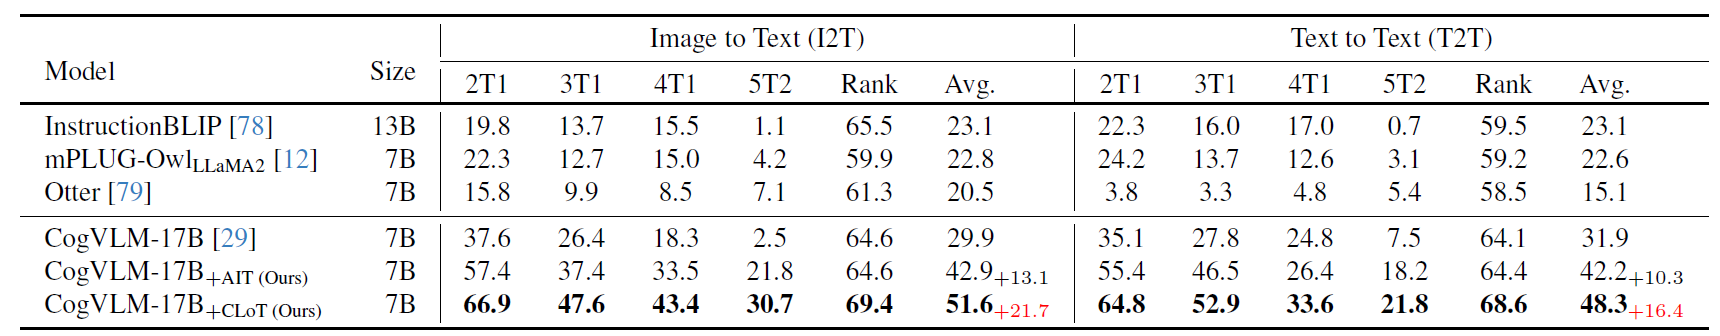 Image to Text (I2T) Text to Text (T2T)
Model Size 2T1 3T1 4T1 5T2 Rank Avg. 2T1 3T1 4T1 5T2 Rank Avg.
InstructionBLIP [78] 13B 19.8 13.7 15.5 1.1 65.5 23.1 22.3 16.0 17.0 0.7 59.5 23.1
mPLUG-OwlLLaMA2 [12] 7B 22.3 12.7 15.0 4.2 59.9 22.8 24.2 13.7 12.6 3.1 59.2 22.6
Otter [79] 7B 15.8 9.9 8.5 7.1 61.3 20.5 3.8 3.3 4.8 5.4 58.5 15.1
CogVLM-17B [29] 7B 37.6 26.4 18.3 2.5 64.6 29.9 35.1 27.8 24.8 7.5 64.1 31.9
CogVLM-17B+AIT (Ours) 7B 57.4 37.4 33.5 21.8 64.6 42.9+13.1 55.4 46.5 26.4 18.2 64.4 42.2+10.3
CogVLM-17B+CLoT (Ours) 7B 66.9 47.6 43.4 30.7 69.4 51.6+21.7 64.8 52.9 33.6 21.8 68.6 48.3+16.4